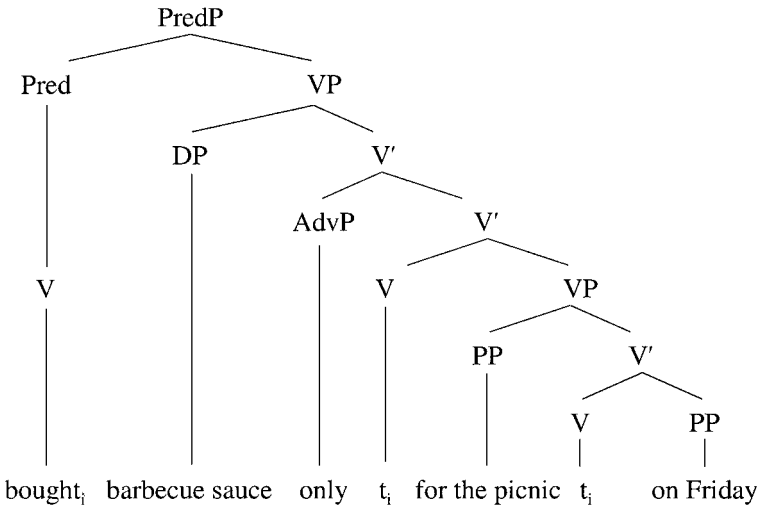 PredP
Pred VP
DP V′
AdvP V′
V V VP
PP V′
V PP
boughtᵢ barbecue sauce only tᵢ for the picnic tᵢ on Friday